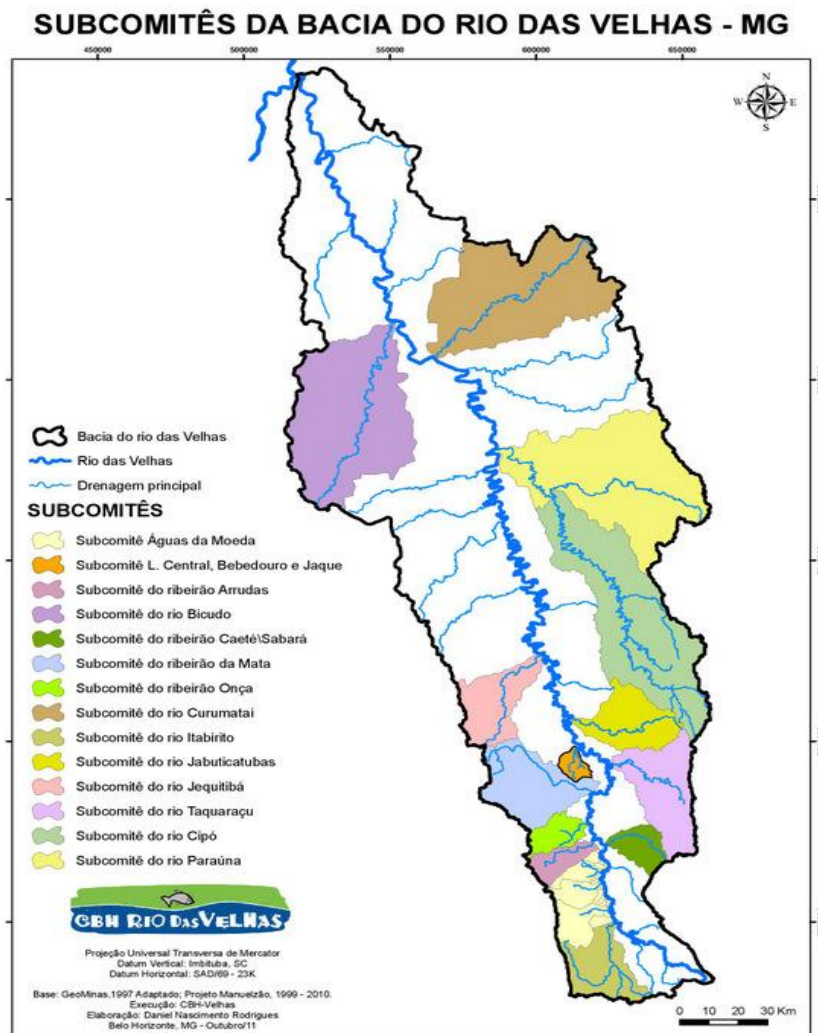 SUBCOMITÊS DA BACIA DO RIO DAS VELHAS - MG
450000 500000 550000 600000 650000
N
W E
S
Bacia do rio das Velhas
Rio das Velhas
Drenagem principal
SUBCOMITÊS
Subcomitê Águas da Moeda
Subcomitê L. Central, Bebedouro e Jaque
Subcomitê do ribeirão Arrudas
Subcomitê do rio Bicudo
Subcomitê do ribeirão Caeté\Sabará
Subcomitê do ribeirão da Mata
Subcomitê do ribeirão Onça
Subcomitê do rio Curumatai
Subcomitê do rio Itabirito
Subcomitê do rio Jabuticatubas
Subcomitê do rio Jequitibá
Subcomitê do rio Taquaraçu
Subcomitê do rio Cipó
Subcomitê do rio Paraúna
CBH RIO DAS VELHAS
Projeção Universal Transversa de Mercator
Datum Vertical: Imbituba, SC
Datum Horizontal: SAD/69 - 23K
Base: GeoMinas,1997 Adaptado; Projeto Manuelzão, 1999 - 2010.
Execução: CBH-Velhas
Elaboração: Daniel Nascimento Rodrigues
Belo Horizonte, MG - Outubro/11
0 10 20 30 Km